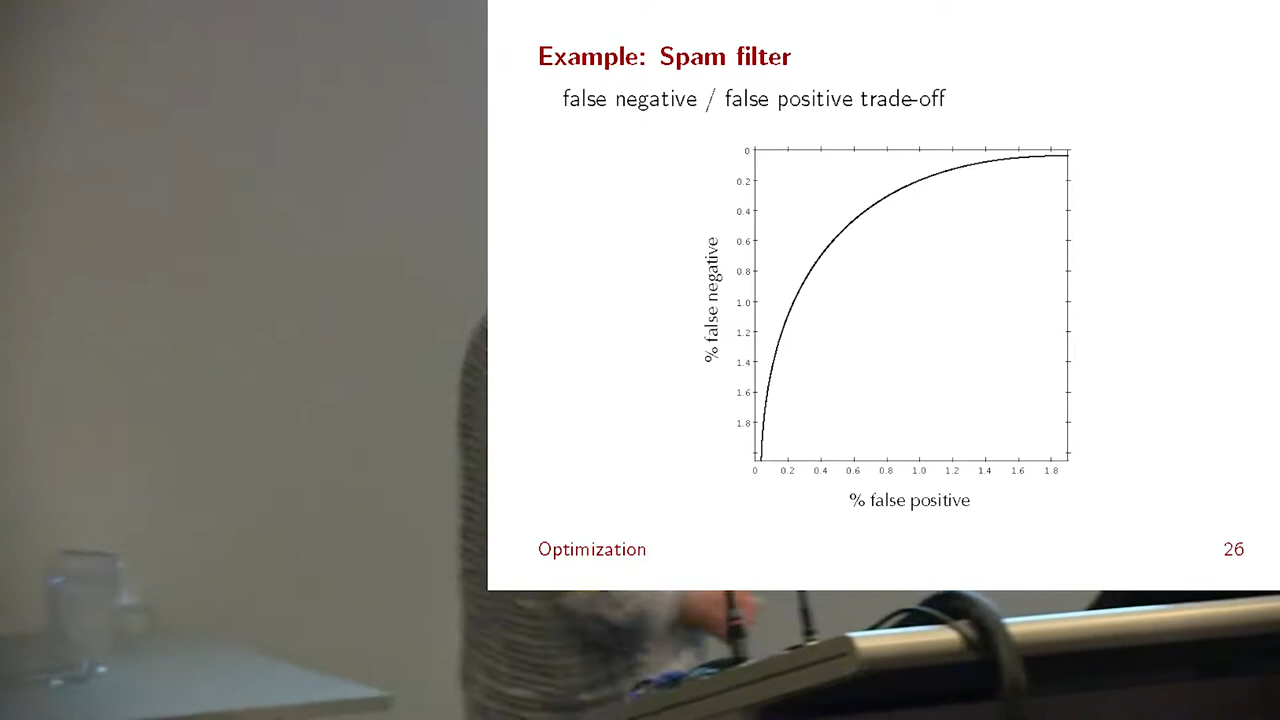 Example: Spam filter
false negative / false positive trade-off
% false negative
0
0.2
0.4
0.6
0.8
1.0
1.2
1.4
1.6
1.8
0 0.2 0.4 0.6 0.8 1.0 1.2 1.4 1.6 1.8
% false positive
Optimization 26